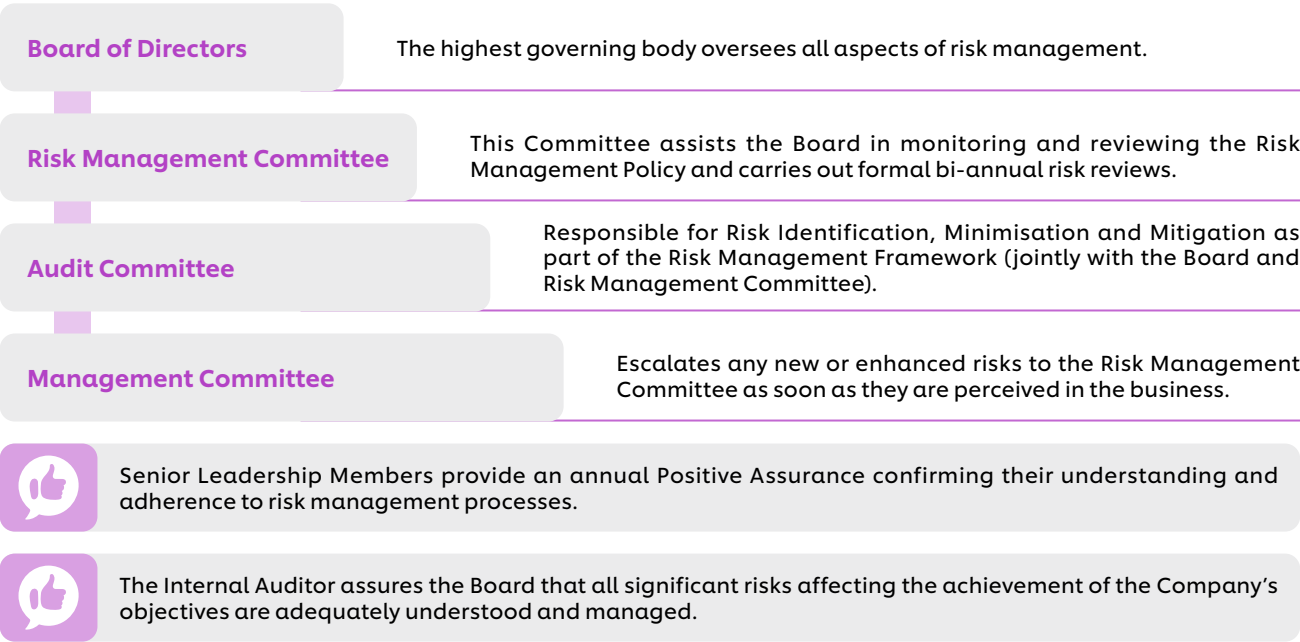 Board of Directors
The highest governing body oversees all aspects of risk management.
Risk Management Committee
This Committee assists the Board in monitoring and reviewing the Risk
Management Policy and carries out formal bi-annual risk reviews.
Audit Committee
Responsible for Risk Identification, Minimisation and Mitigation as
part of the Risk Management Framework (jointly with the Board and
Risk Management Committee).
Management Committee
Escalates any new or enhanced risks to the Risk Management
Committee as soon as they are perceived in the business.
Senior Leadership Members provide an annual Positive Assurance confirming their understanding and
adherence to risk management processes.
The Internal Auditor assures the Board that all significant risks affecting the achievement of the Company’s
objectives are adequately understood and managed.